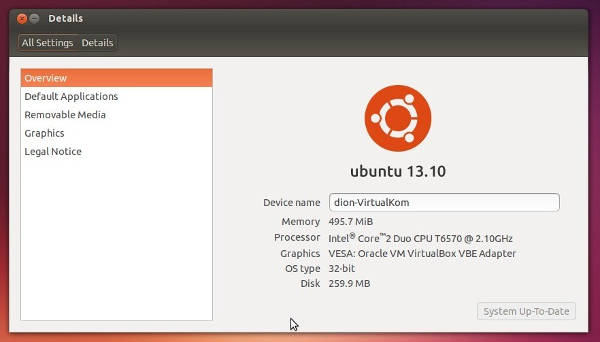 Details
All Settings Details
Overview
Default Applications
Removable Media
Graphics
Legal Notice
ubuntu 13.10
Device name dion-VirtualKom
Memory 495.7 MiB
Processor Intel® Core™2 Duo CPU T6570 @ 2.10GHz
Graphics VESA: Oracle VM VirtualBox VBE Adapter
OS type 32-bit
Disk 259.9 MB
System Up-To-Date